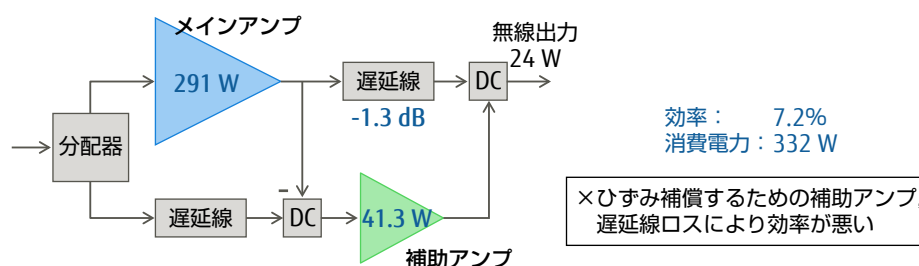 メインアンプ
無線出力
24 W
291 W
遅延線
DC
-1.3 dB
分配器
効率： 7.2%
消費電力：332 W
−
遅延線
DC
41.3 W
補助アンプ
×ひずみ補償するための補助アンプ,
遅延線ロスにより効率が悪い